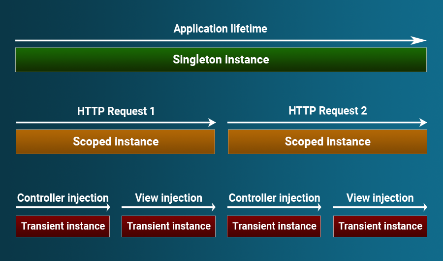 Application lifetime
Singleton Instance
HTTP Request 1 HTTP Request 2
Scoped Instance Scoped Instance
Controller injection View injection Controller injection View injection
Transient instance Transient instance Transient instance Transient instance